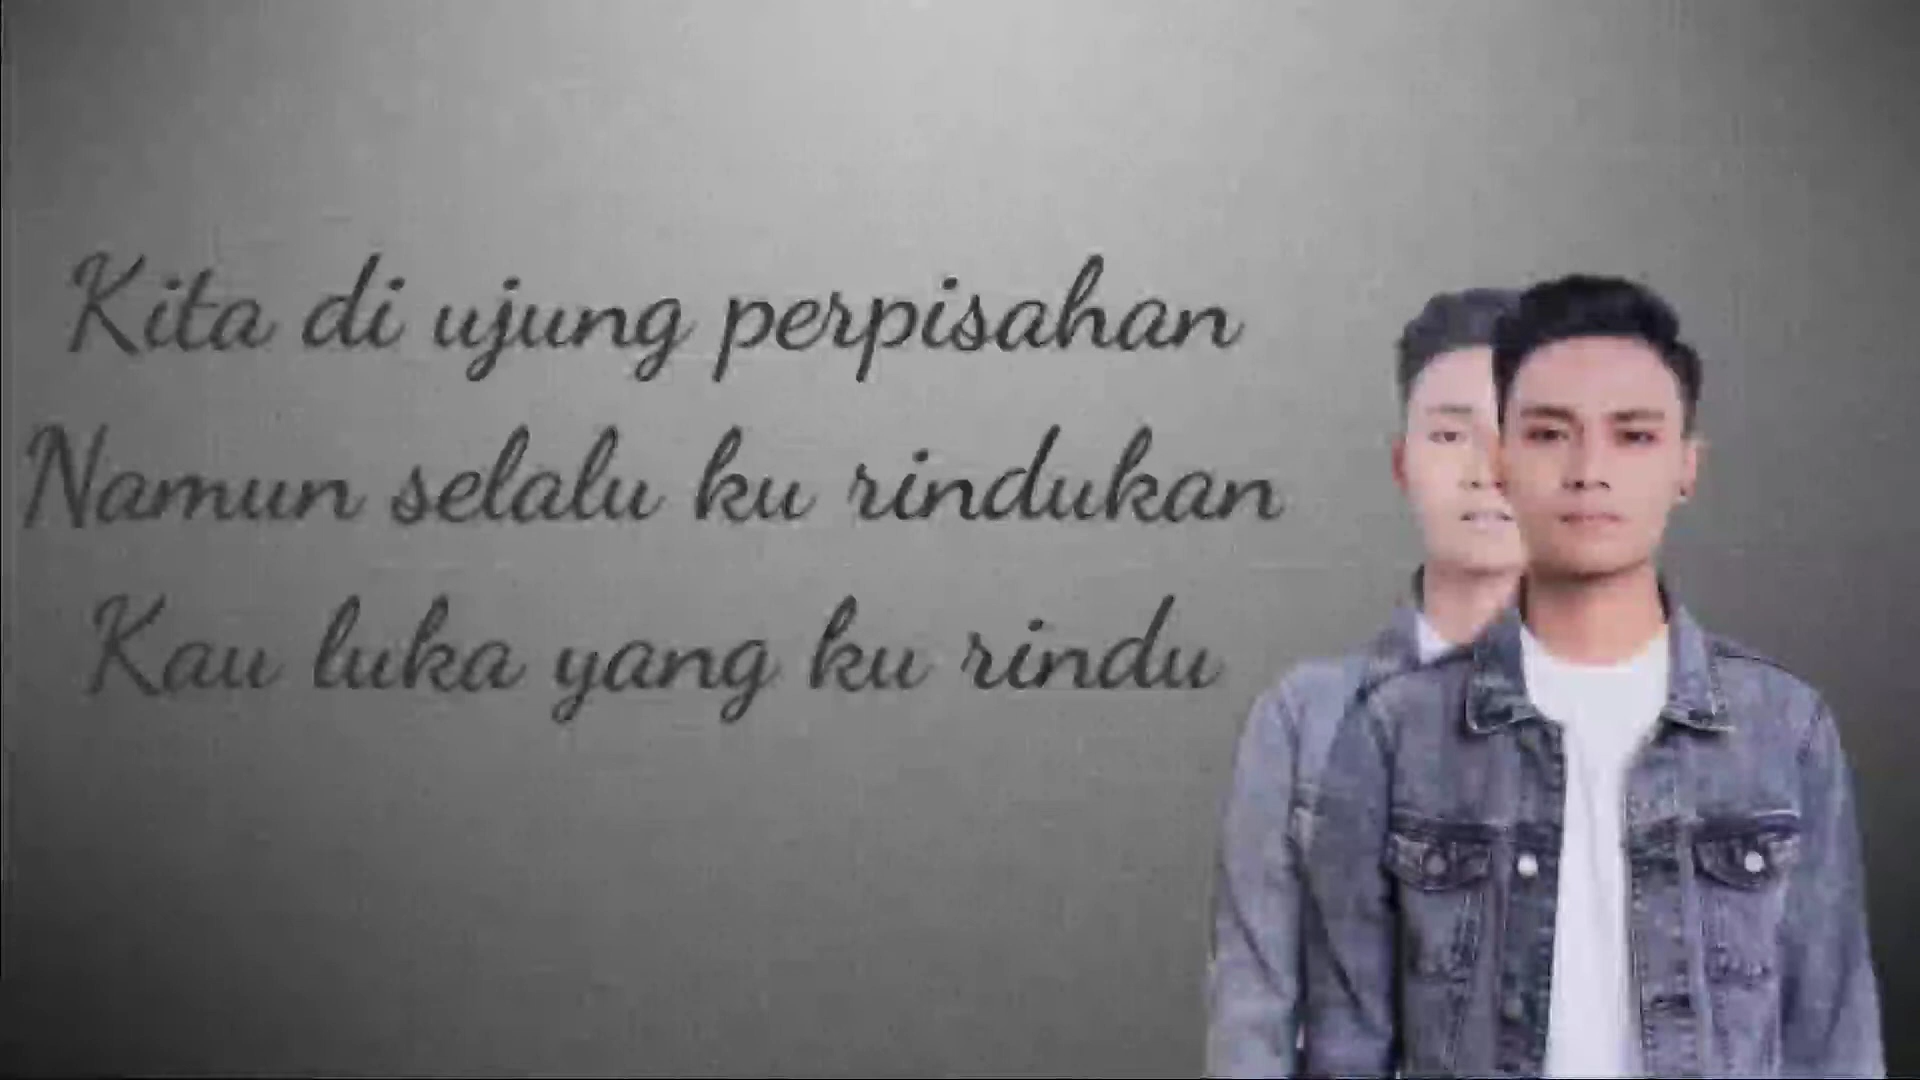 Kita di ujung perpisahan
Namun selalu ku rindukan
Kau luka yang ku rindu